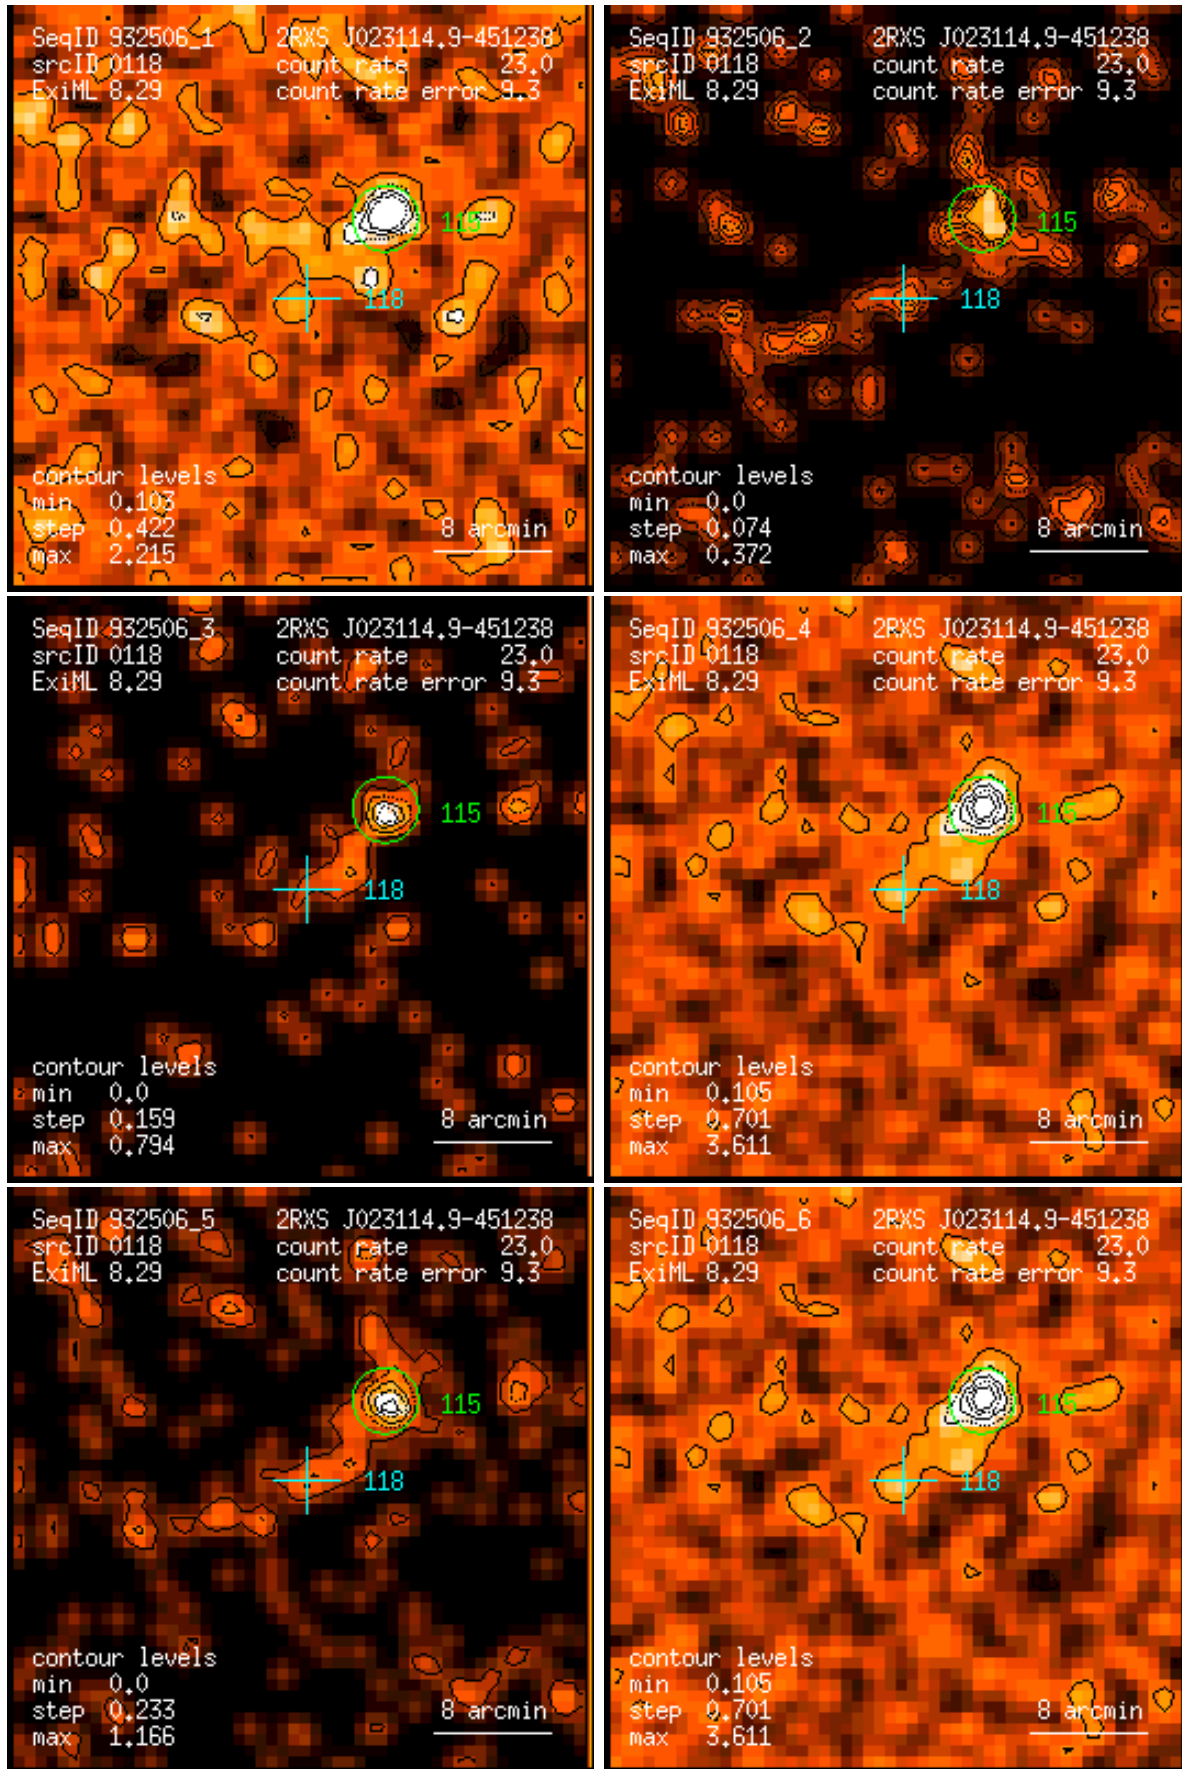 SeqID 932506_1 2RXS J023114.9-451238
srcID 0118 count rate 23.0
ExiML 8.29 count rate error 9.3
115
118
contour levels
min 0.103
step 0.422 8 arcmin
max 2.215
SeqID 932506_2 2RXS J023114.9-451238
srcID 0118 count rate 23.0
ExiML 8.29 count rate error 9.3
115
118
contour levels
min 0.0
step 0.074 8 arcmin
max 0.372
SeqID 932506_3 2RXS J023114.9-451238
srcID 0118 count rate 23.0
ExiML 8.29 count rate error 9.3
115
118
contour levels
min 0.0
step 0.159 8 arcmin
max 0.794
SeqID 932506_4 2RXS J023114.9-451238
srcID 0118 count rate 23.0
ExiML 8.29 count rate error 9.3
115
118
contour levels
min 0.105
step 0.701 8 arcmin
max 3.611
SeqID 932506_5 2RXS J023114.9-451238
srcID 0118 count rate 23.0
ExiML 8.29 count rate error 9.3
115
118
contour levels
min 0.0
step 0.233 8 arcmin
max 1.166
SeqID 932506_6 2RXS J023114.9-451238
srcID 0118 count rate 23.0
ExiML 8.29 count rate error 9.3
115
118
contour levels
min 0.105
step 0.701 8 arcmin
max 3.611